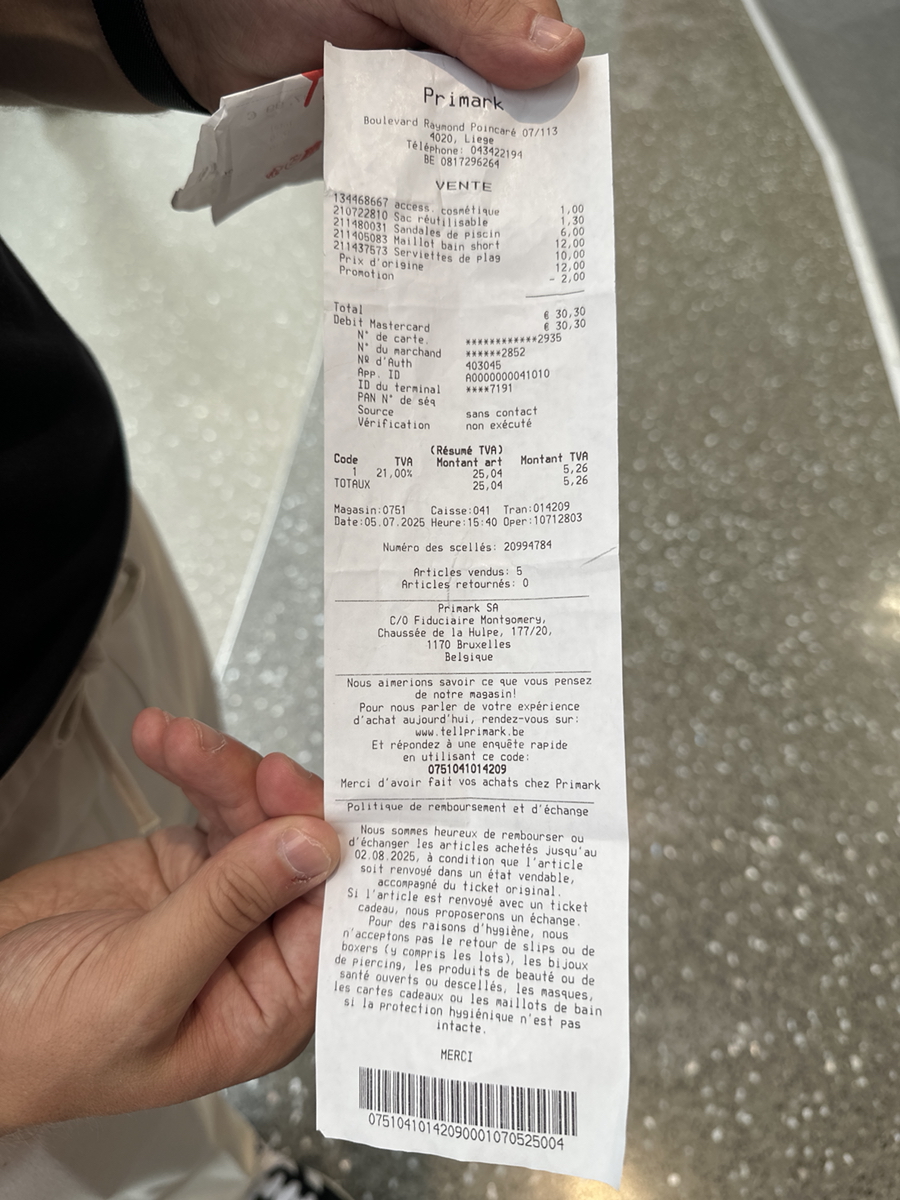 Primark
Boulevard Raymond Poincaré 07/113
4020, Liege
Téléphone: 043422194
BE 0817296264
VENTE
134468667 access. cosmétique 1,00
210722810 Sac réutilisable 1,30
211480031 Sandales de piscin 6,00
211405083 Maillot bain short 12,00
211437573 Serviettes de plag 10,00
Prix d'origine 12,00
Promotion - 2,00
Total € 30,30
Debit Mastercard € 30,30
N° de carte. ************2935
N° du marchand ******2852
Nº d'Auth 403045
App. ID A0000000041010
ID du terminal ****7191
PAN N° de séq
Source sans contact
Vérification non exécuté
(Résumé TVA)
Code TVA Montant art Montant TVA
1 21,00% 25,04 5,26
TOTAUX 25,04 5,26
Magasin:0751 Caisse:041 Tran:014209
Date:05.07.2025 Heure:15:40 Oper:10712803
Numéro des scellés: 20994784
Articles vendus: 5
Articles retournés: 0
Primark SA
C/O Fiduciaire Montgomery,
Chaussée de la Hulpe, 177/20,
1170 Bruxelles
Belgique
Nous aimerions savoir ce que vous pensez
de notre magasin!
Pour nous parler de votre expérience
d'achat aujourd'hui, rendez-vous sur:
www.tellprimark.be
Et répondez à une enquête rapide
en utilisant ce code:
0751041014209
Merci d'avoir fait vos achats chez Primark
Politique de remboursement et d'échange
Nous sommes heureux de rembourser ou
d'échanger les articles achetés jusqu'au
02.08.2025, à condition que l'article
soit renvoyé dans un état vendable,
accompagné du ticket original.
Si l'article est renvoyé avec un ticket
cadeau, nous proposerons un échange.
Pour des raisons d'hygiène, nous
n'acceptons pas le retour de slips ou de
boxers (y compris les lots), les bijoux
de piercing, les produits de beauté ou de
santé ouverts ou descellés, les masques,
les cartes cadeaux ou les maillots de bain
si la protection hygiénique n'est pas
intacte.
MERCI
07510410142090001070525004